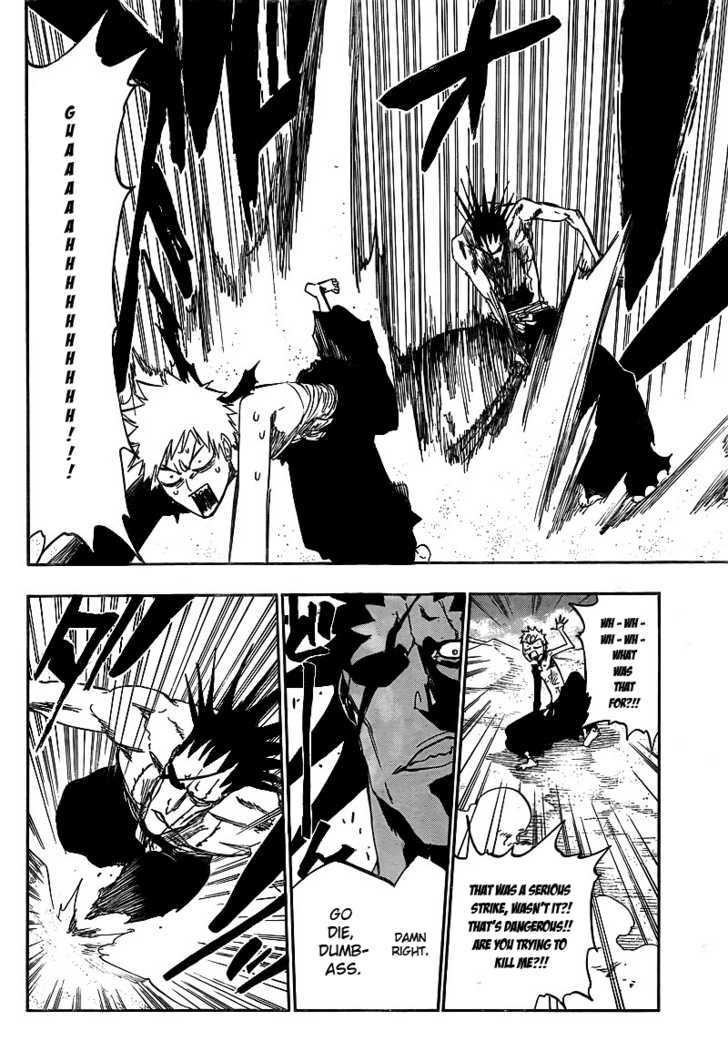 GUAAAAAAHHHHHHHHHHH!!!
WH - WH -
WH - WH -
WHAT
WAS
THAT
FOR?!!
THAT WAS A SERIOUS
STRIKE, WASN'T IT?!
THAT'S DANGEROUS!!
ARE YOU TRYING TO
KILL ME?!!
DAMN
RIGHT.
GO
DIE,
DUMB-
ASS.